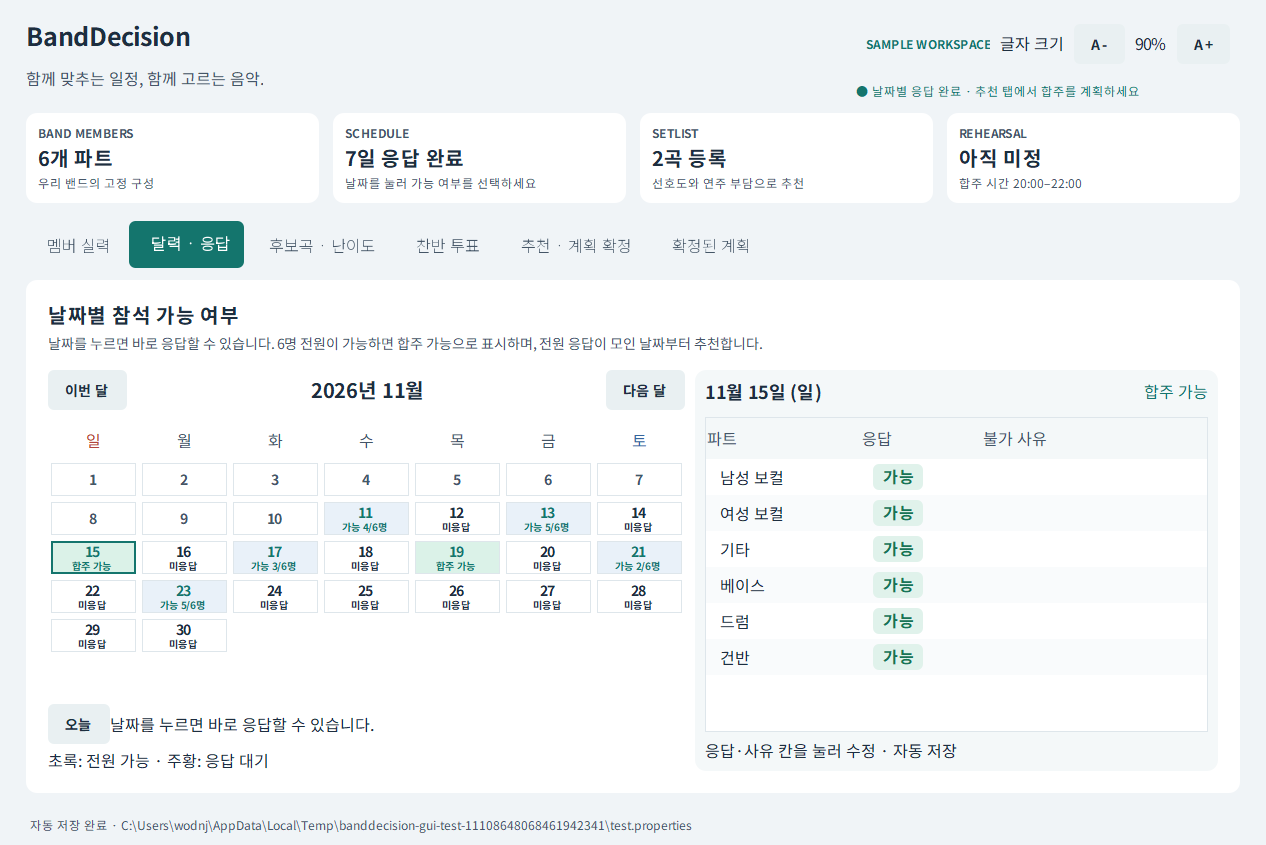 BandDecision
SAMPLE WORKSPACE 글자 크기 A- 90% A+
함께 맞추는 일정, 함께 고르는 음악.
● 날짜별 응답 완료 · 추천 탭에서 합주를 계획하세요
BAND MEMBERS
6개 파트
우리 밴드의 고정 구성
SCHEDULE
7일 응답 완료
날짜를 눌러 가능 여부를 선택하세요
SETLIST
2곡 등록
선호도와 연주 부담으로 추천
REHEARSAL
아직 미정
합주 시간 20:00–22:00
멤버 실력 달력 · 응답 후보곡 · 난이도 찬반 투표 추천 · 계획 확정 확정된 계획
날짜별 참석 가능 여부
날짜를 누르면 바로 응답할 수 있습니다. 6명 전원이 가능하면 합주 가능으로 표시하며, 전원 응답이 모인 날짜부터 추천합니다.
이번 달 2026년 11월 다음 달
일 월 화 수 목 금 토
1 2 3 4 5 6 7
8 9 10 11 12 13 14
가능 4/6명 미응답 가능 5/6명 미응답
15 16 17 18 19 20 21
합주 가능 미응답 가능 3/6명 미응답 합주 가능 미응답 가능 2/6명
22 23 24 25 26 27 28
미응답 가능 5/6명 미응답 미응답 미응답 미응답 미응답
29 30
미응답 미응답
오늘 날짜를 누르면 바로 응답할 수 있습니다.
초록: 전원 가능 · 주황: 응답 대기
11월 15일 (일) 합주 가능
파트 응답 불가 사유
남성 보컬 가능
여성 보컬 가능
기타 가능
베이스 가능
드럼 가능
건반 가능
응답·사유 칸을 눌러 수정 · 자동 저장
자동 저장 완료 · C:\Users\wodnj\AppData\Local\Temp\banddecision-gui-test-11108648068461942341\test.properties